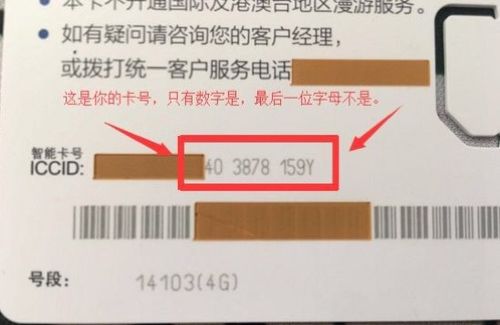 本卡不开通国际及港澳台地区漫游服务。
如有疑问请咨询您的客户经理,
或拨打统一客户服务电话
这是你的卡号，只有数字是，最后一位字母不是。
智能卡号
ICCID: 40 3878 159Y
号段: 14103(4G)